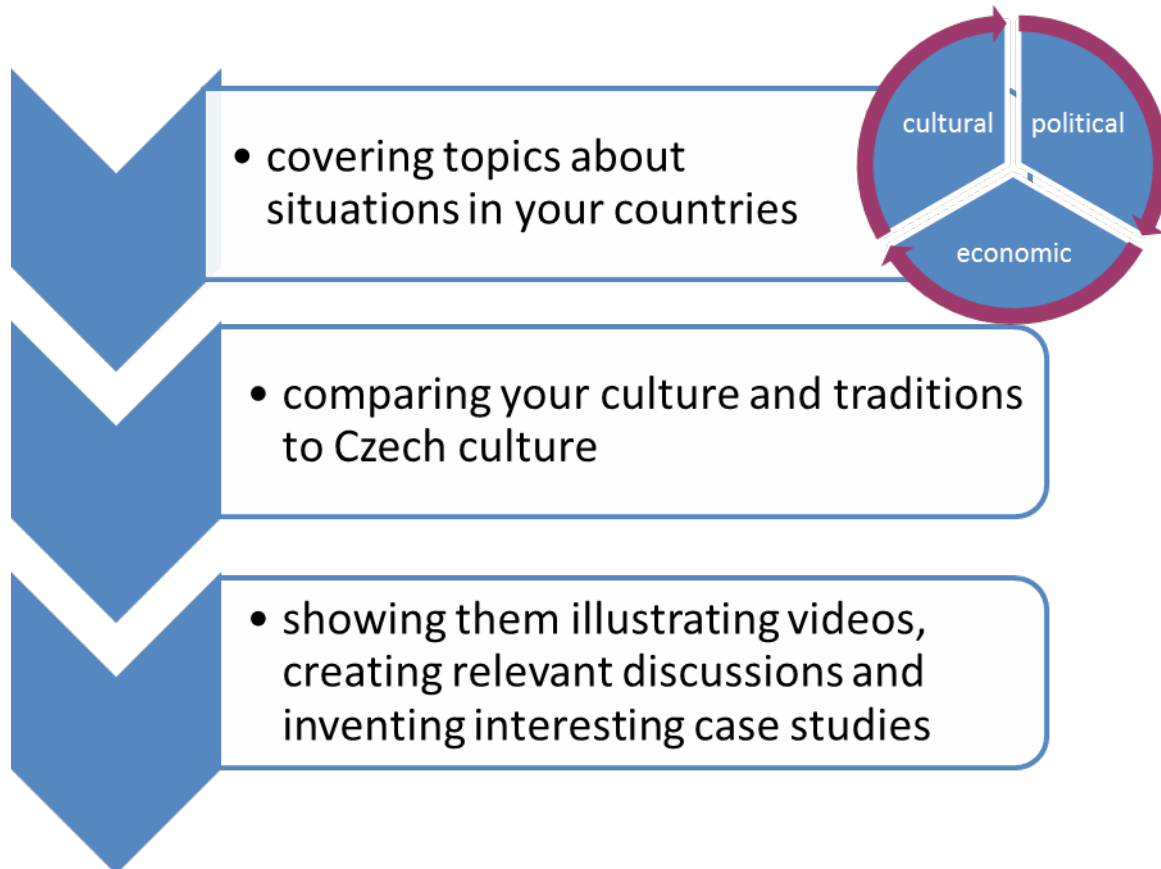 • covering topics about
situations in your countries
cultural
political
economic
• comparing your culture and traditions
to Czech culture
• showing them illustrating videos,
creating relevant discussions and
inventing interesting case studies